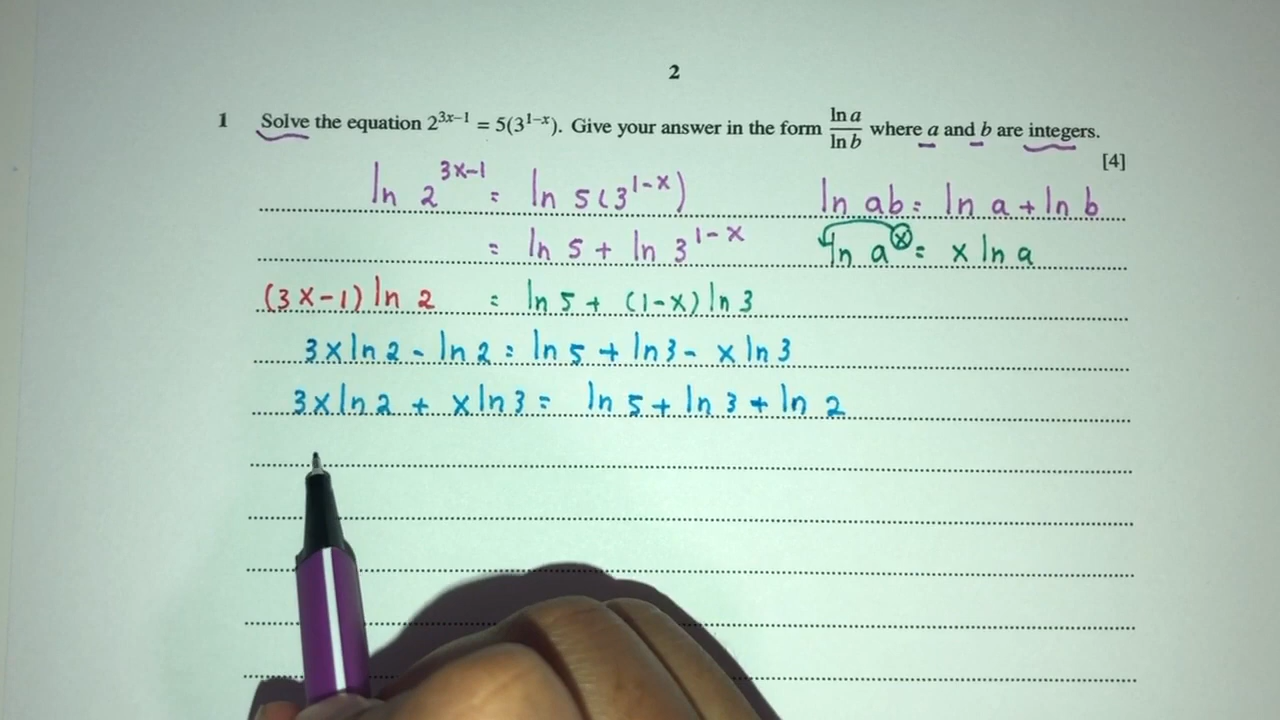 2
1 Solve the equation 2^{3x−1} = 5(3^{1−x}). Give your answer in the form \frac{ln a}{ln b} where a and b are integers.
[4]
ln 2^{3x-1} = ln 5(3^{1-x})
ln ab = ln a + ln b
= ln 5 + ln 3^{1-x}
ln a^{x} = x ln a
(3x-1) ln 2 = ln 5 + (1-x) ln 3
3x ln 2 - ln 2 = ln 5 + ln 3 - x ln 3
3x ln 2 + x ln 3 = ln 5 + ln 3 + ln 2